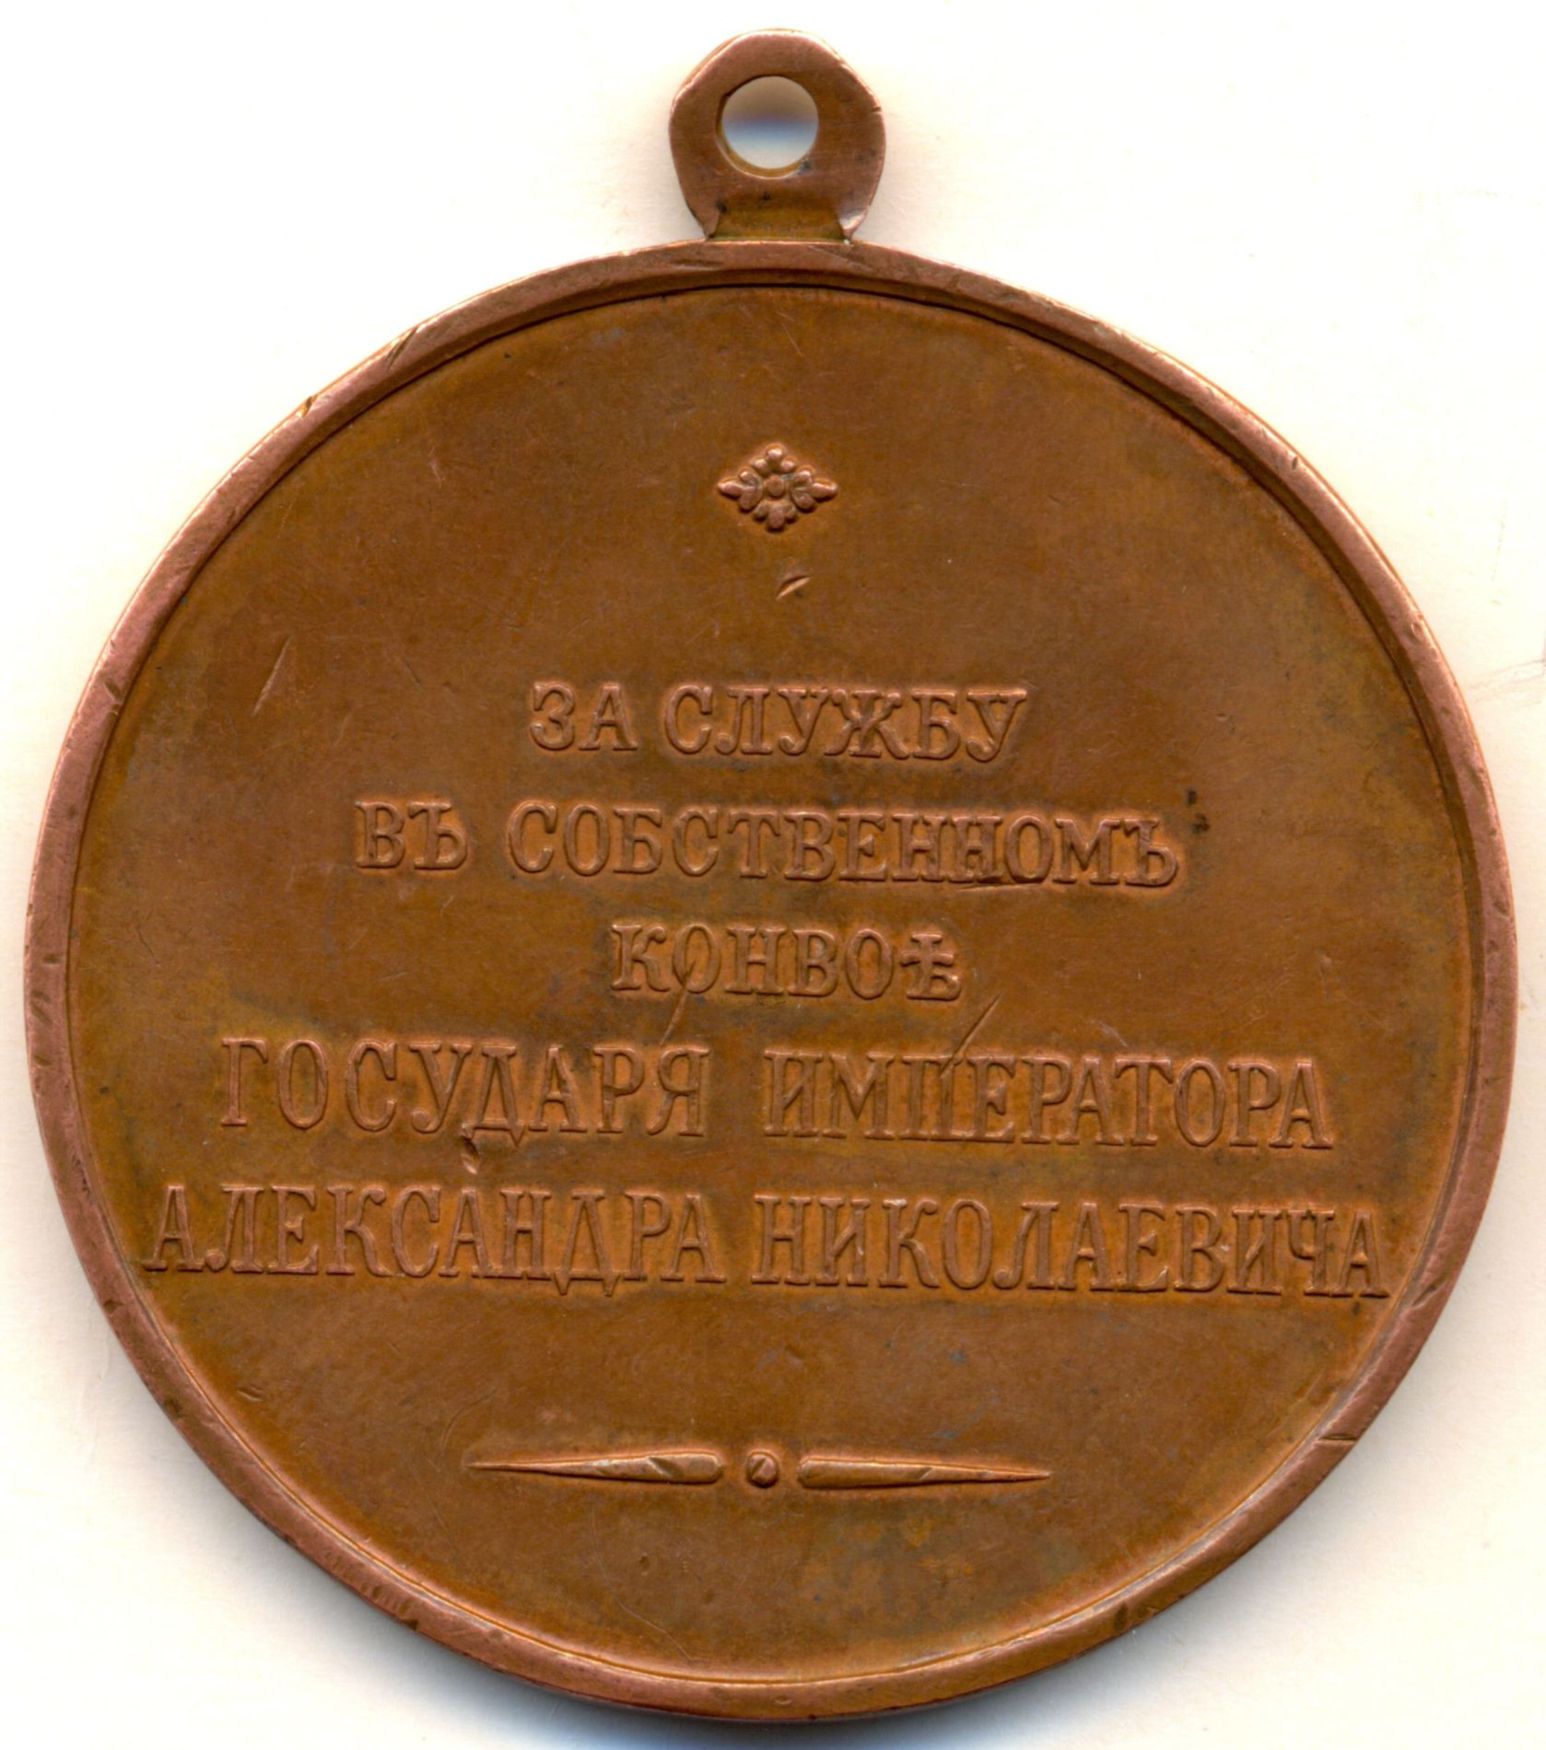 ЗА СЛУЖБУ
ВЪ СОБСТВЕННОМЪ
КОНВОѢ
ГОСУДАРЯ ИМПЕРАТОРА
АЛЕКСАНДРА НИКОЛАЕВИЧА